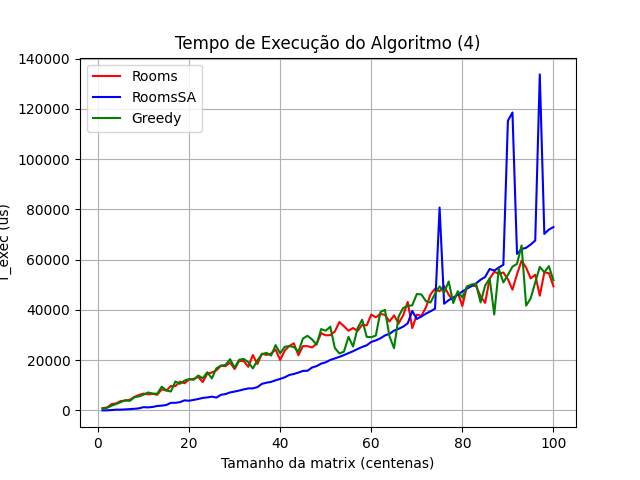 Tempo de Execução do Algoritmo (4)
140000
120000
100000
80000
60000
40000
20000
0
Rooms
RoomsSA
Greedy
T_exec (us)
0
20
40
60
80
100
Tamanho da matrix (centenas)